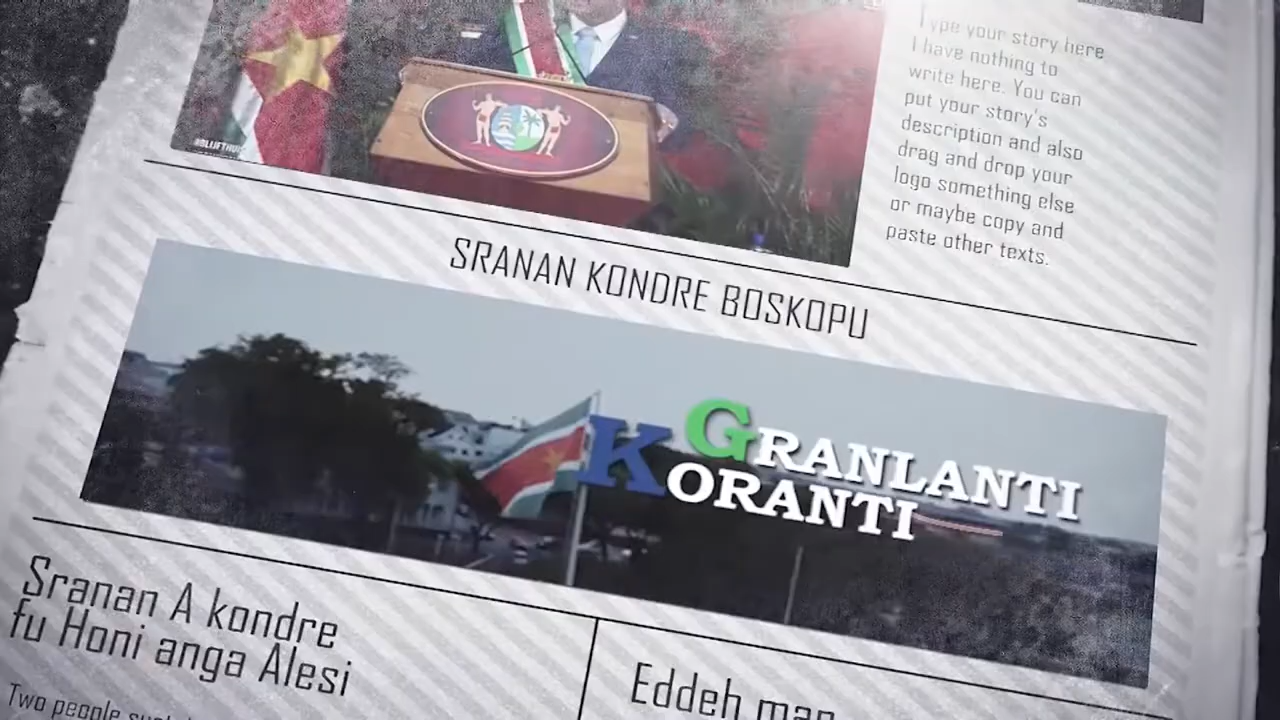 Type your story here
I have nothing to
write here. You can
put your story's
description and also
drag and drop your
logo something else
or maybe copy and
paste other texts.
SRANAN KONDRE BOSKOPU
GRANLANTI
KORANTI
Sranan A kondre
fu Honi anga Alesi
Eddeh man
Two people